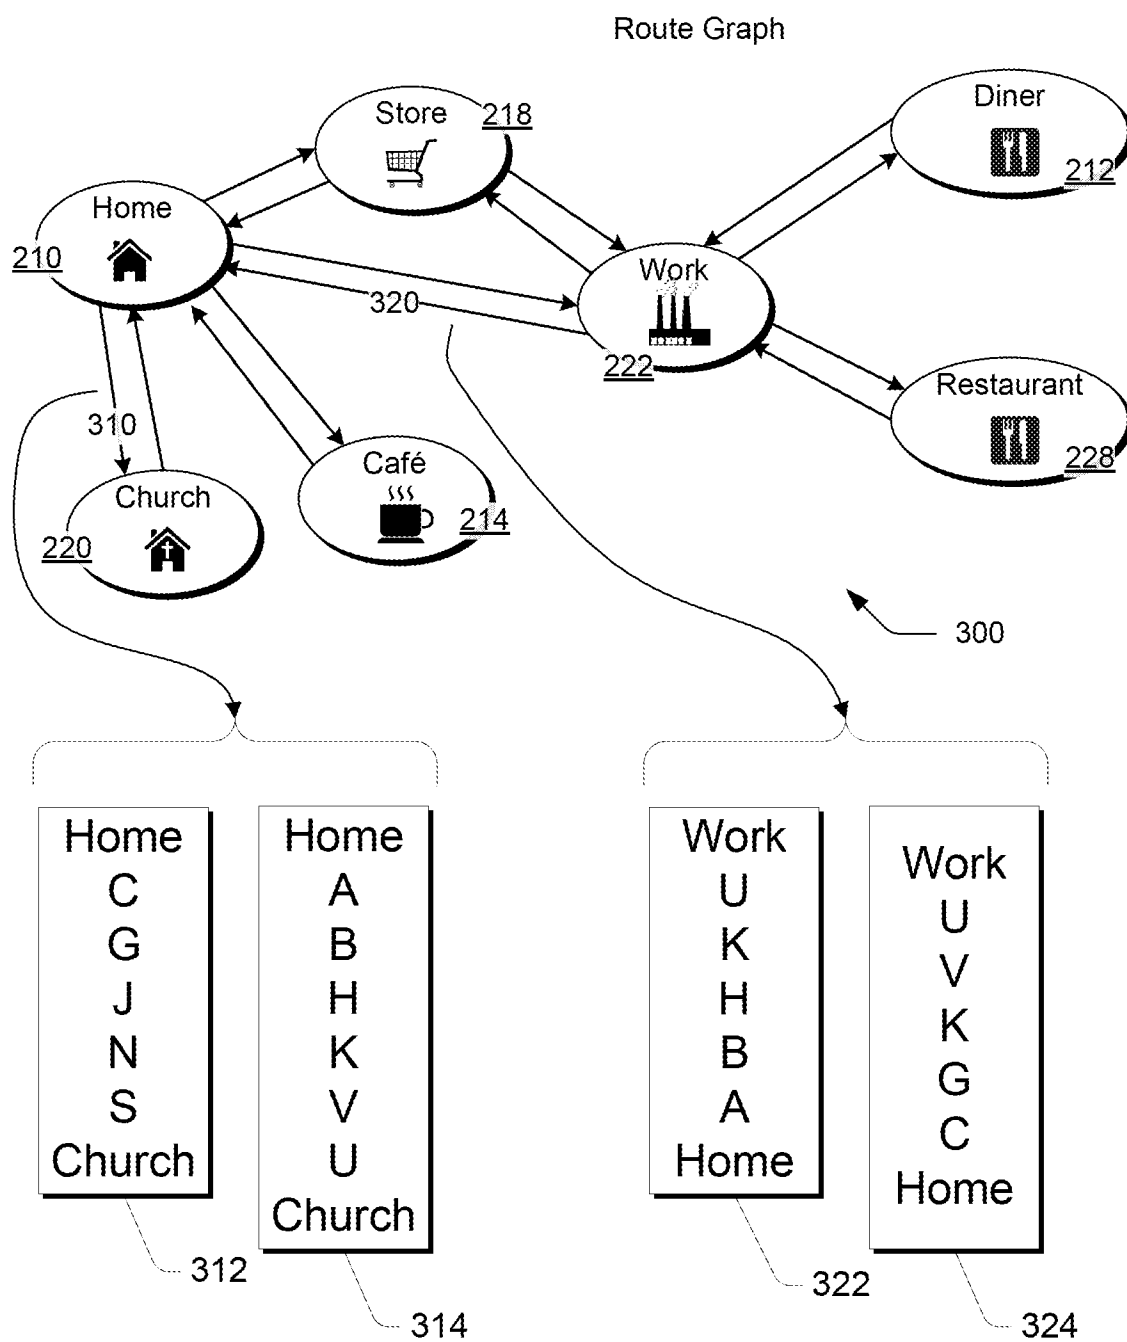 Route Graph
Store
218
Diner
212
Home
210
Work
222
320
Restaurant
228
310
Church
220
Café
214
300
Home
C
G
J
N
S
Church
312
Home
A
B
H
K
V
U
Church
314
Work
U
K
H
B
A
Home
322
Work
U
V
K
G
C
Home
324